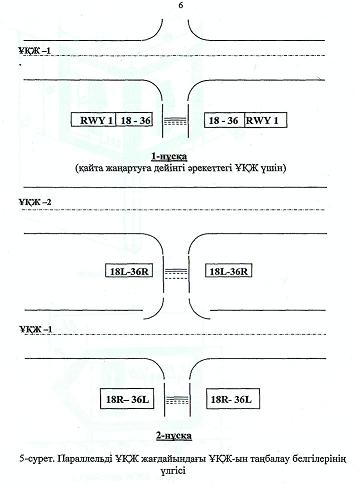 6
ҰҚЖ –1
RWY 1 18 - 36 18 - 36 RWY 1
1-нұсқа
(қайта жаңартуға дейінгі әрекеттегі ҰҚЖ үшін)
ҰҚЖ –2
18L-36R 18L-36R
ҰҚЖ –1
18R– 36L 18R- 36L
2-нұсқа
5-сурет. Параллельді ҰҚЖ жағдайындағы ҰҚЖ-ын таңбалау белгілерінің
үлгісі